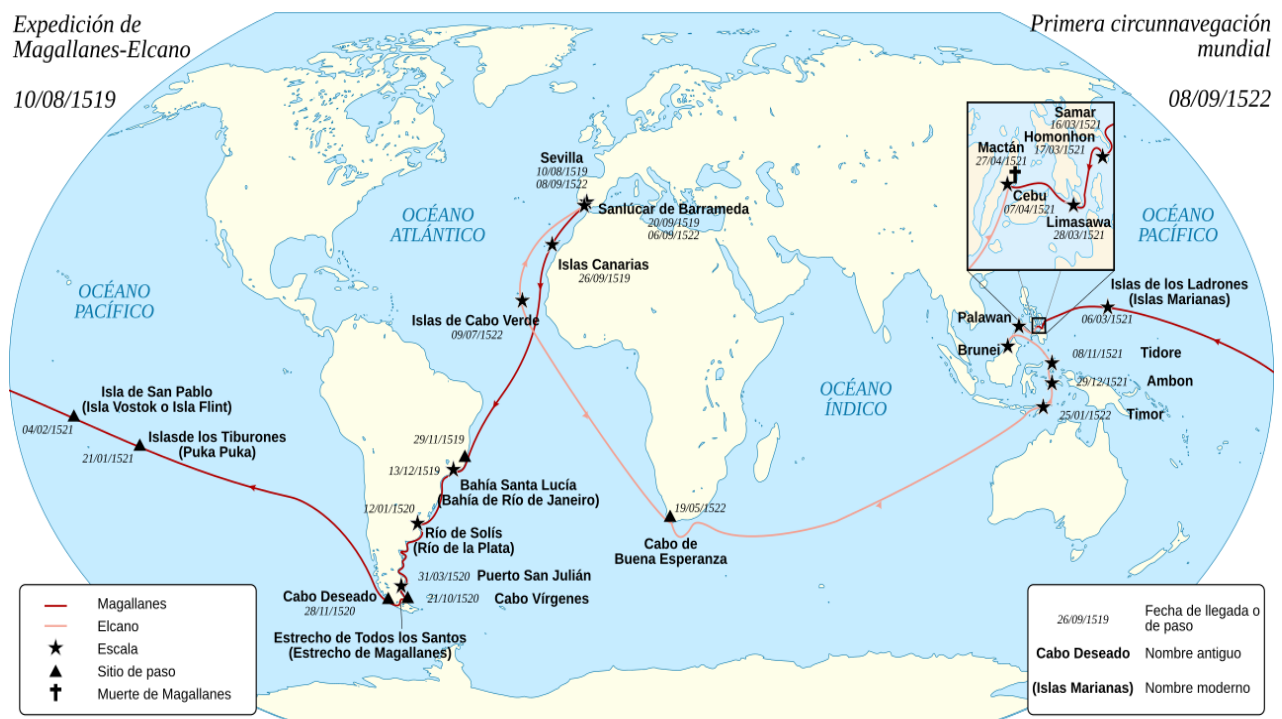 Expedición de
Magallanes-Elcano
10/08/1519
Primera circunnavegación
mundial
08/09/1522
Samar
16/03/1521
Homonhon
17/03/1521
Mactán
27/04/1521
Cebu
07/04/1521
Limasawa
28/03/1521
Sevilla
10/08/1519
08/09/1522
Sanlúcar de Barrameda
20/09/1519
06/09/1522
OCÉANO
ATLÁNTICO
OCÉANO
PACÍFICO
Islas Canarias
26/09/1519
OCÉANO
PACÍFICO
Islas de los Ladrones
(Islas Marianas)
06/03/1521
Islas de Cabo Verde
09/07/1522
Palawan
Brunei
08/11/1521 Tidore
29/12/1521 Ambon
25/01/1522 Timor
OCÉANO
ÍNDICO
Isla de San Pablo
(Isla Vostok o Isla Flint)
04/02/1521
Islasde los Tiburones
(Puka Puka)
21/01/1521
29/11/1519
13/12/1519
Bahía Santa Lucía
(Bahía de Río de Janeiro)
12/01/1520
Río de Solís
(Río de la Plata)
19/05/1522
Cabo de
Buena Esperanza
31/03/1520 Puerto San Julián
21/10/1520 Cabo Vírgenes
Cabo Deseado
28/11/1520
Estrecho de Todos los Santos
(Estrecho de Magallanes)
Magallanes
Elcano
Escala
Sitio de paso
Muerte de Magallanes
26/09/1519 Fecha de llegada o
de paso
Cabo Deseado Nombre antiguo
(Islas Marianas) Nombre moderno